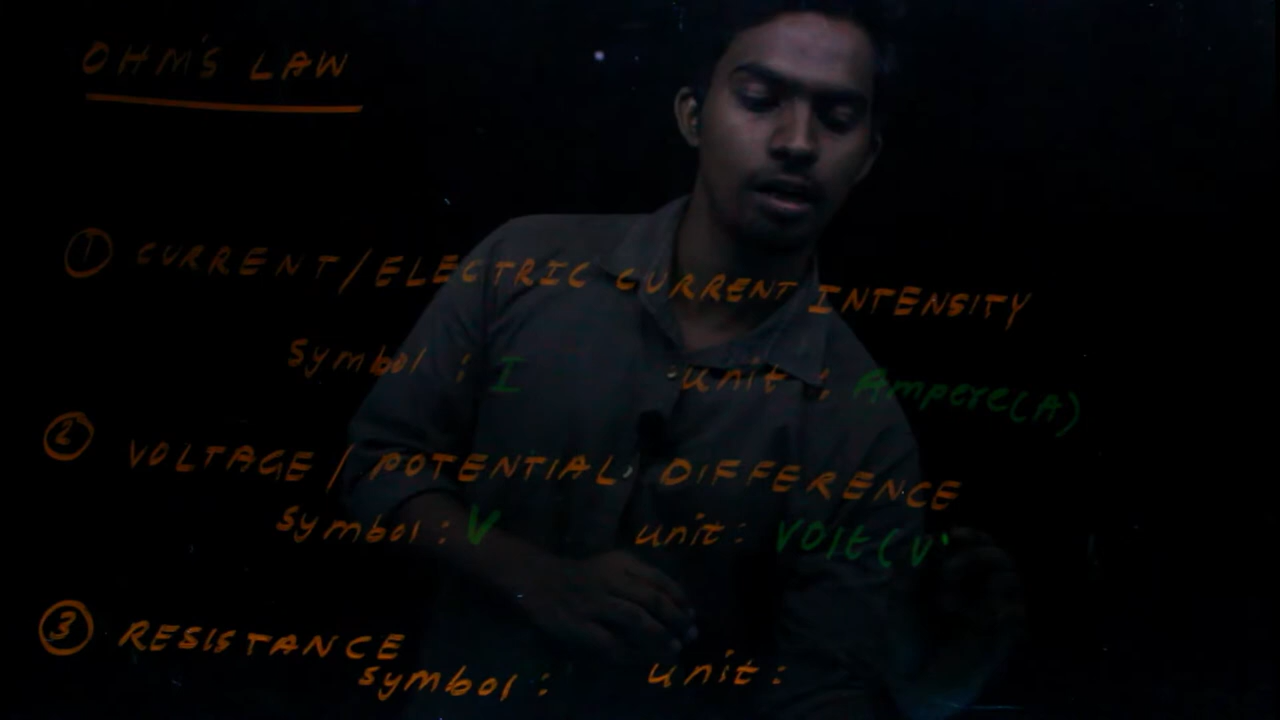 OHM'S LAW
① CURRENT/ELECTRIC CURRENT INTENSITY
symbol : I unit : Ampere(A)
② VOLTAGE / POTENTIAL DIFFERENCE
symbol : V unit : Volt(V
③ RESISTANCE
symbol : unit :